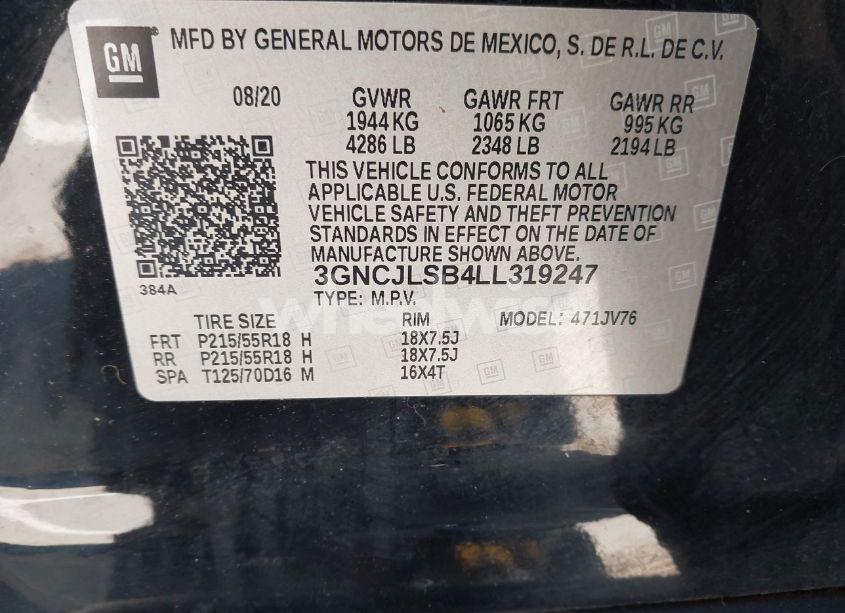 GM
MFD BY GENERAL MOTORS DE MEXICO, S. DE R.L. DE C.V.
08/20 GVWR GAWR FRT GAWR RR
1944 KG 1065 KG 995 KG
4286 LB 2348 LB 2194 LB
THIS VEHICLE CONFORMS TO ALL
APPLICABLE U.S. FEDERAL MOTOR
VEHICLE SAFETY AND THEFT PREVENTION
STANDARDS IN EFFECT ON THE DATE OF
MANUFACTURE SHOWN ABOVE.
384A
3GNCJLSB4LL319247
TYPE: M.P.V.
TIRE SIZE RIM MODEL: 471JV76
FRT P215/55R18 H 18X7.5J
RR P215/55R18 H 18X7.5J
SPA T125/70D16 M 16X4T